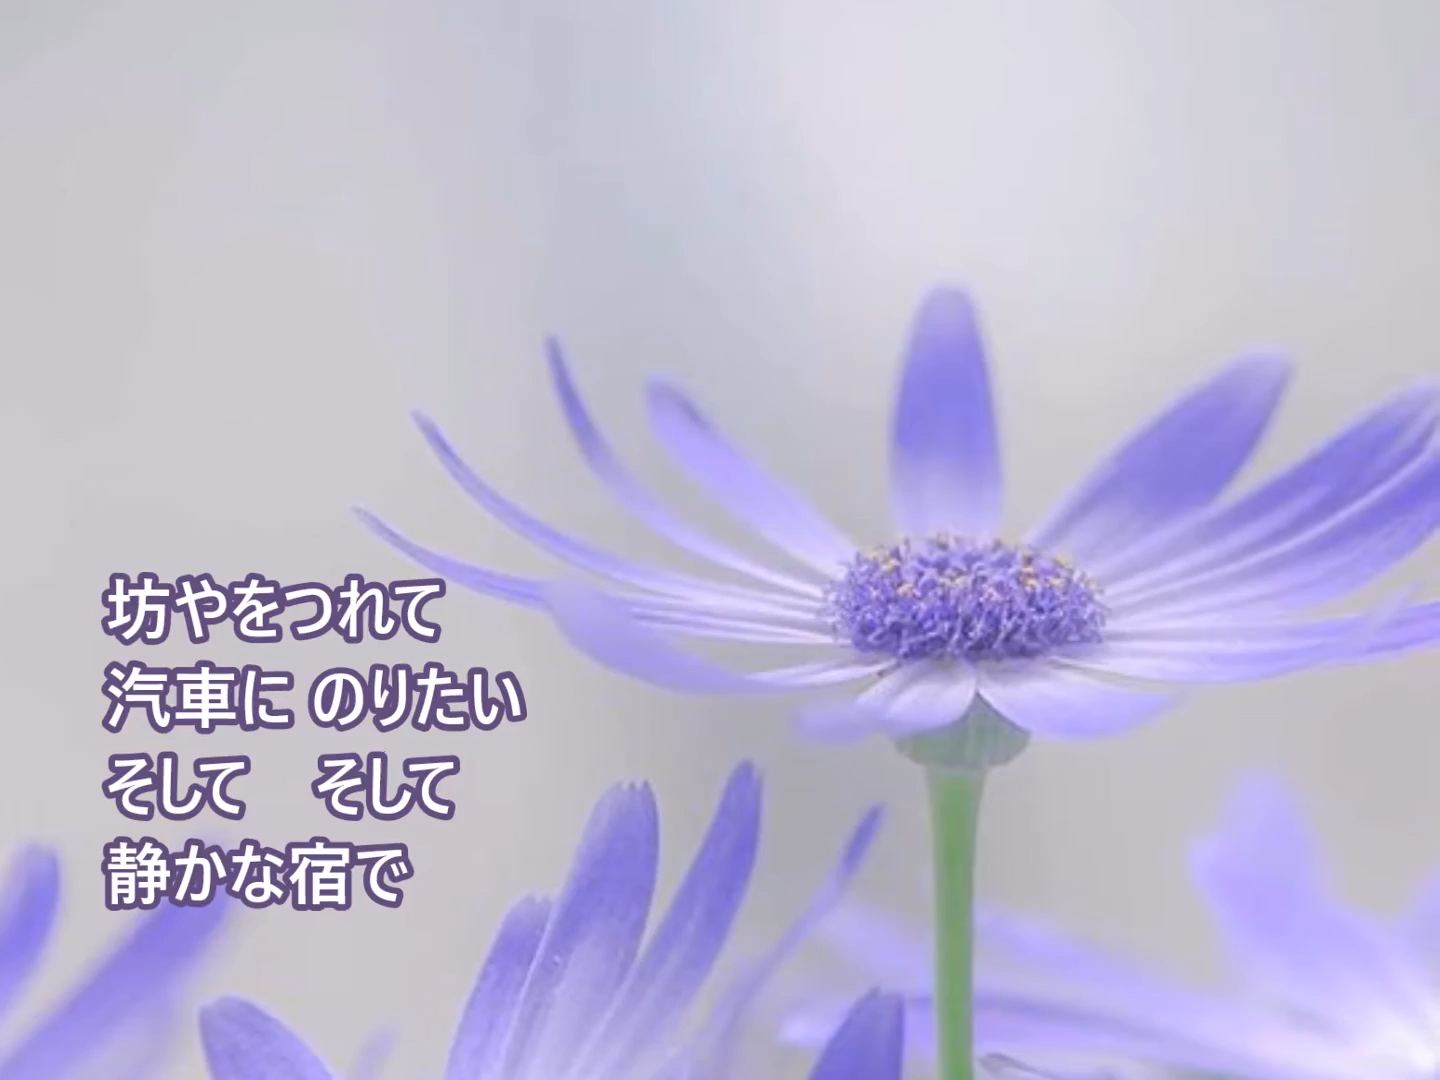 坊やをつれて
汽車に のりたい
そして　そして
静かな宿で